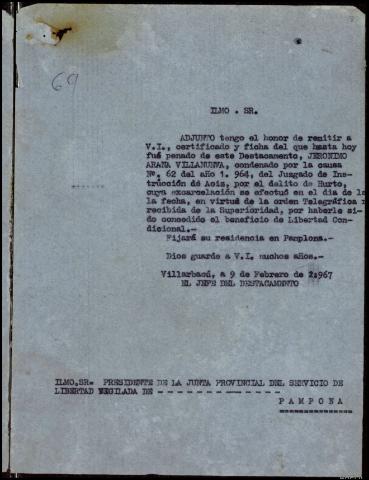 69
ILMO. SR.
ADJUNTO tengo el honor de remitir a
V.I., certificado y ficha del que hasta hoy
fué penado de este Destacamento, JERONIMO
ARANA VILLANUEVA, condenado por la causa
Nº. 62 del año 1.964, del Juzgado de Ins-
trucción de Aoiz, por el delito de Hurto,
cuya excarcelación se efectuó en el dia de la
la fecha, en virtud de la orden Telegráfica r
recibida de la Superioridad, por haberle si-
do concedido el beneficio de Libertad Con-
dicional.-
Fijará su residencia en Pamplona.-
Dios guarde a V.I. muchos años.-
Villarbacú, a 9 de Febrero de 1.967
EL JEFE DEL DESTACAMENTO
ILMO.SR- PRESIDENTE DE LA JUNTA PROVINCIAL DEL SERVICIO DE
LIBERTAD VEGILADA DE - - - - - - - - - - - - -
PAMPONA